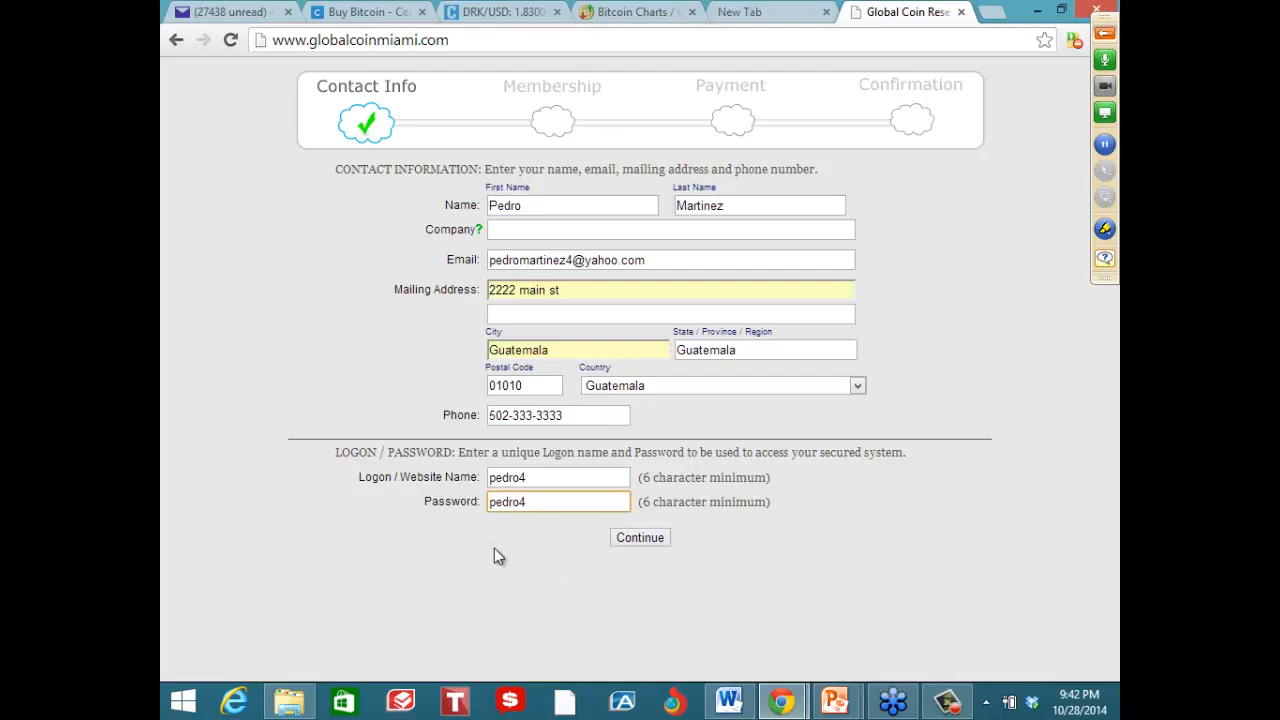 (27438 unread) -
Buy Bitcoin - Co
DRK/USD: 1.8300
Bitcoin Charts /
New Tab
Global Coin Rese
www.globalcoinmiami.com
Contact Info
Membership
Payment
Confirmation
CONTACT INFORMATION: Enter your name, email, mailing address and phone number.
First Name
Last Name
Name:
Pedro
Martinez
Company?
Email:
pedromartinez4@yahoo.com
Mailing Address:
2222 main st
City
State / Province / Region
Guatemala
Guatemala
Postal Code
Country
01010
Guatemala
Phone:
502-333-3333
LOGON / PASSWORD: Enter a unique Logon name and Password to be used to access your secured system.
Logon / Website Name:
pedro4
(6 character minimum)
Password:
pedro4
(6 character minimum)
Continue
9:42 PM
10/28/2014